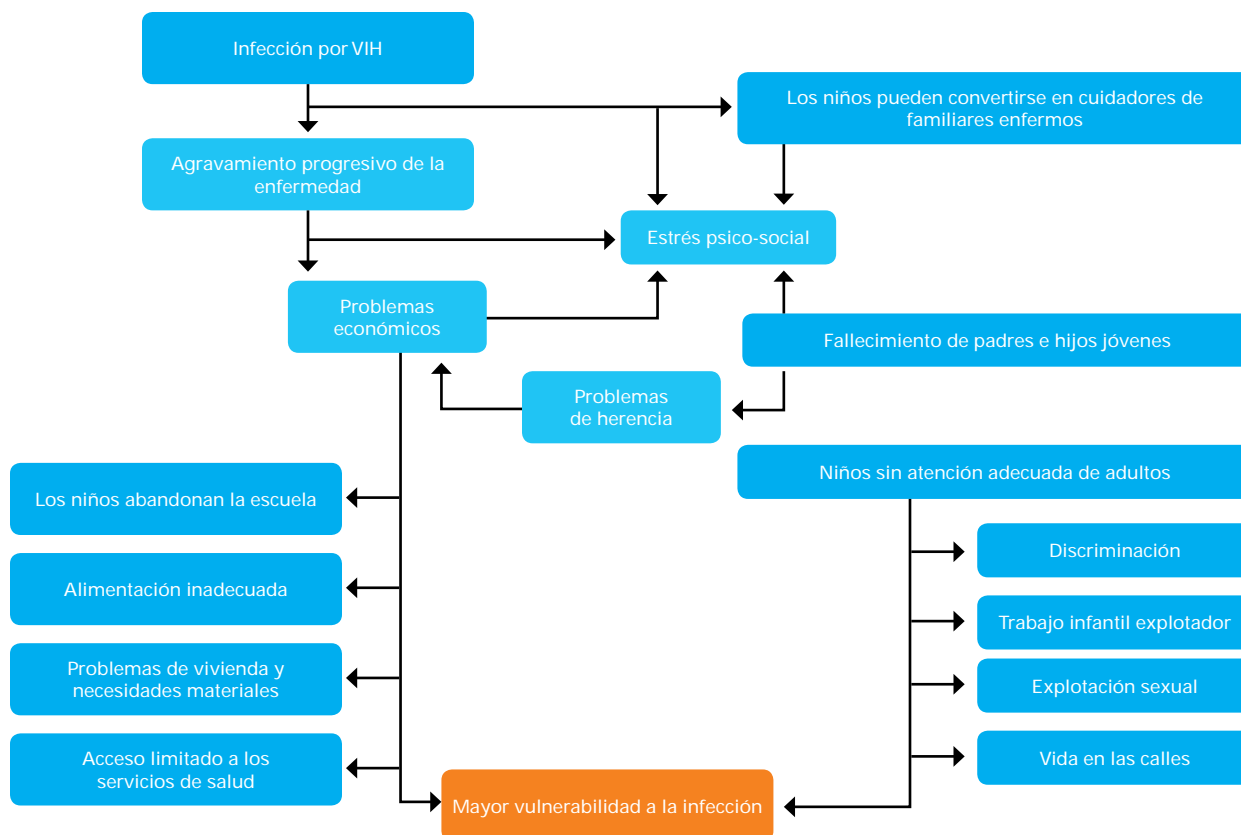 Infección por VIH
Los niños pueden convertirse en cuidadores de
familiares enfermos
Agravamiento progresivo de la
enfermedad
Estrés psico-social
Problemas
económicos
Fallecimiento de padres e hijos jóvenes
Problemas
de herencia
Niños sin atención adecuada de adultos
Los niños abandonan la escuela
Discriminación
Alimentación inadecuada
Trabajo infantil explotador
Problemas de vivienda y
necesidades materiales
Explotación sexual
Acceso limitado a los
servicios de salud
Vida en las calles
Mayor vulnerabilidad a la infección